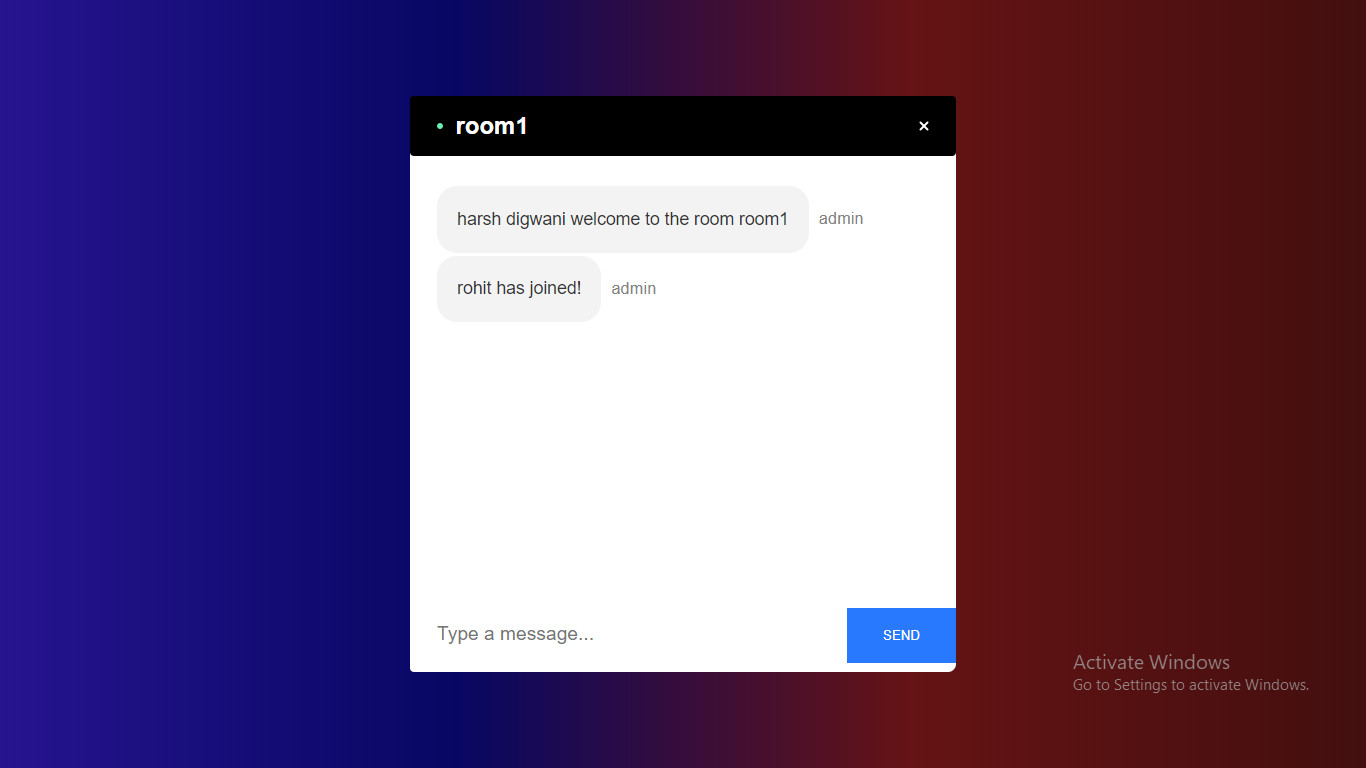 room1 ×
harsh digwani welcome to the room room1 admin
rohit has joined! admin
Type a message... SEND
Activate Windows
Go to Settings to activate Windows.